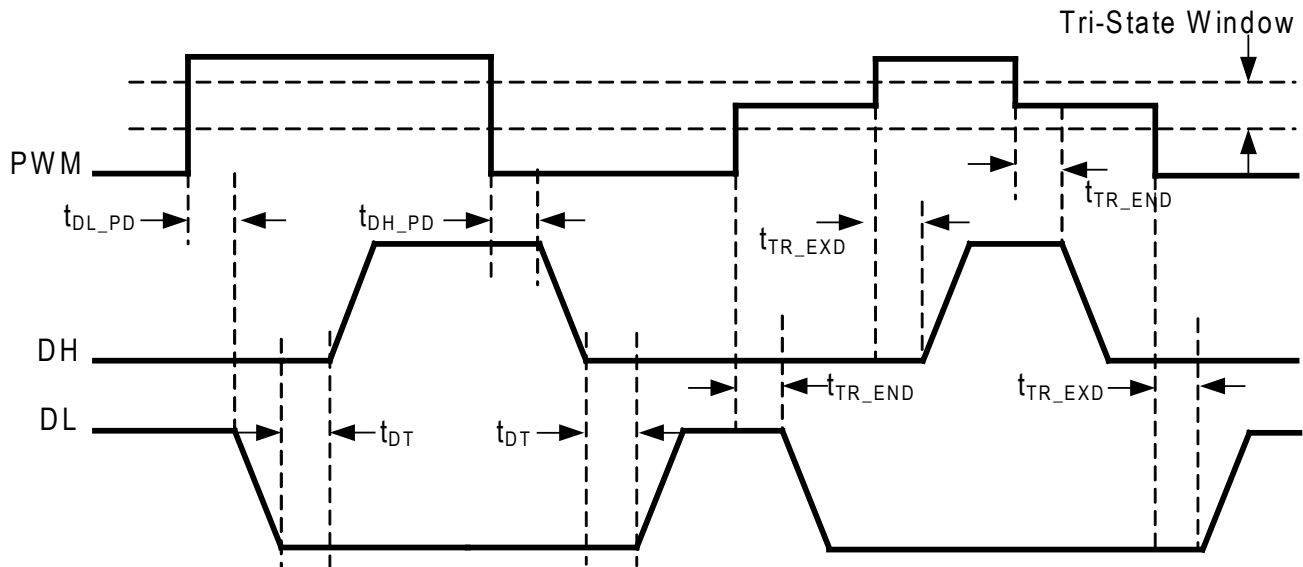 Tri-State Window
PWM
tDL_PD
tDH_PD
tTR_END
tTR_EXD
DH
tTR_END
tTR_EXD
DL
tDT
tDT